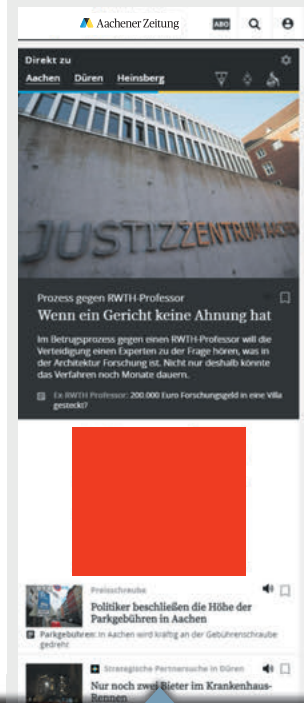 Aachener Zeitung
ABO
Direkt zu
Aachen Düren Heinsberg
JUSTIZZENTRUM AACHEN
Prozess gegen RWTH-Professor
Wenn ein Gericht keine Ahnung hat
Im Betrugsprozess gegen einen RWTH-Professor will die
Verteidigung einen Experten zu der Frage hören, was in
der Architektur Forschung ist. Nicht nur deshalb könnte
das Verfahren noch Monate dauern.
Ex-RWTH Professor: 200.000 Euro Forschungsgeld in eine Villa
gesteckt?
Preisschraube
Politiker beschließen die Höhe der
Parkgebühren in Aachen
Parkgebühren: In Aachen wird kräftig an der Gebührenschraube
gedreht
Strategische Partnersuche in Düren
Nur noch zwei Bieter im Krankenhaus-
Rennen